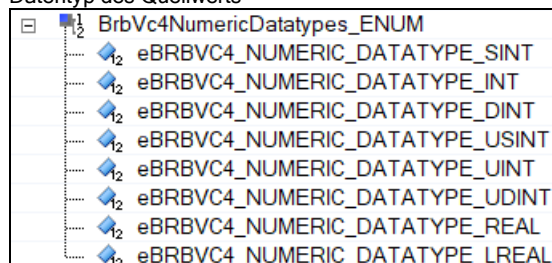 Datentyp des Quellwerts
BrbVc4NumericDatatypes_ENUM
eBRBVC4_NUMERIC_DATATYPE_SINT
eBRBVC4_NUMERIC_DATATYPE_INT
eBRBVC4_NUMERIC_DATATYPE_DINT
eBRBVC4_NUMERIC_DATATYPE_USINT
eBRBVC4_NUMERIC_DATATYPE_UINT
eBRBVC4_NUMERIC_DATATYPE_UDINT
eBRBVC4_NUMERIC_DATATYPE_REAL
eBRBVC4_NUMERIC_DATATYPE_LREAL